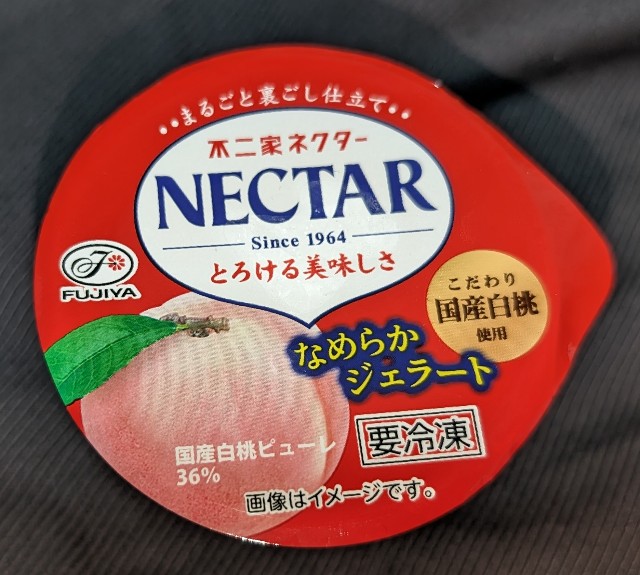 ••まるごと裏ごし仕立て••
不二家ネクター
NECTAR
Since 1964
とろける美味しさ
FUJIYA
こだわり
国産白桃
使用
なめらか
ジェラート
国産白桃ピューレ
36%
要冷凍
画像はイメージです。